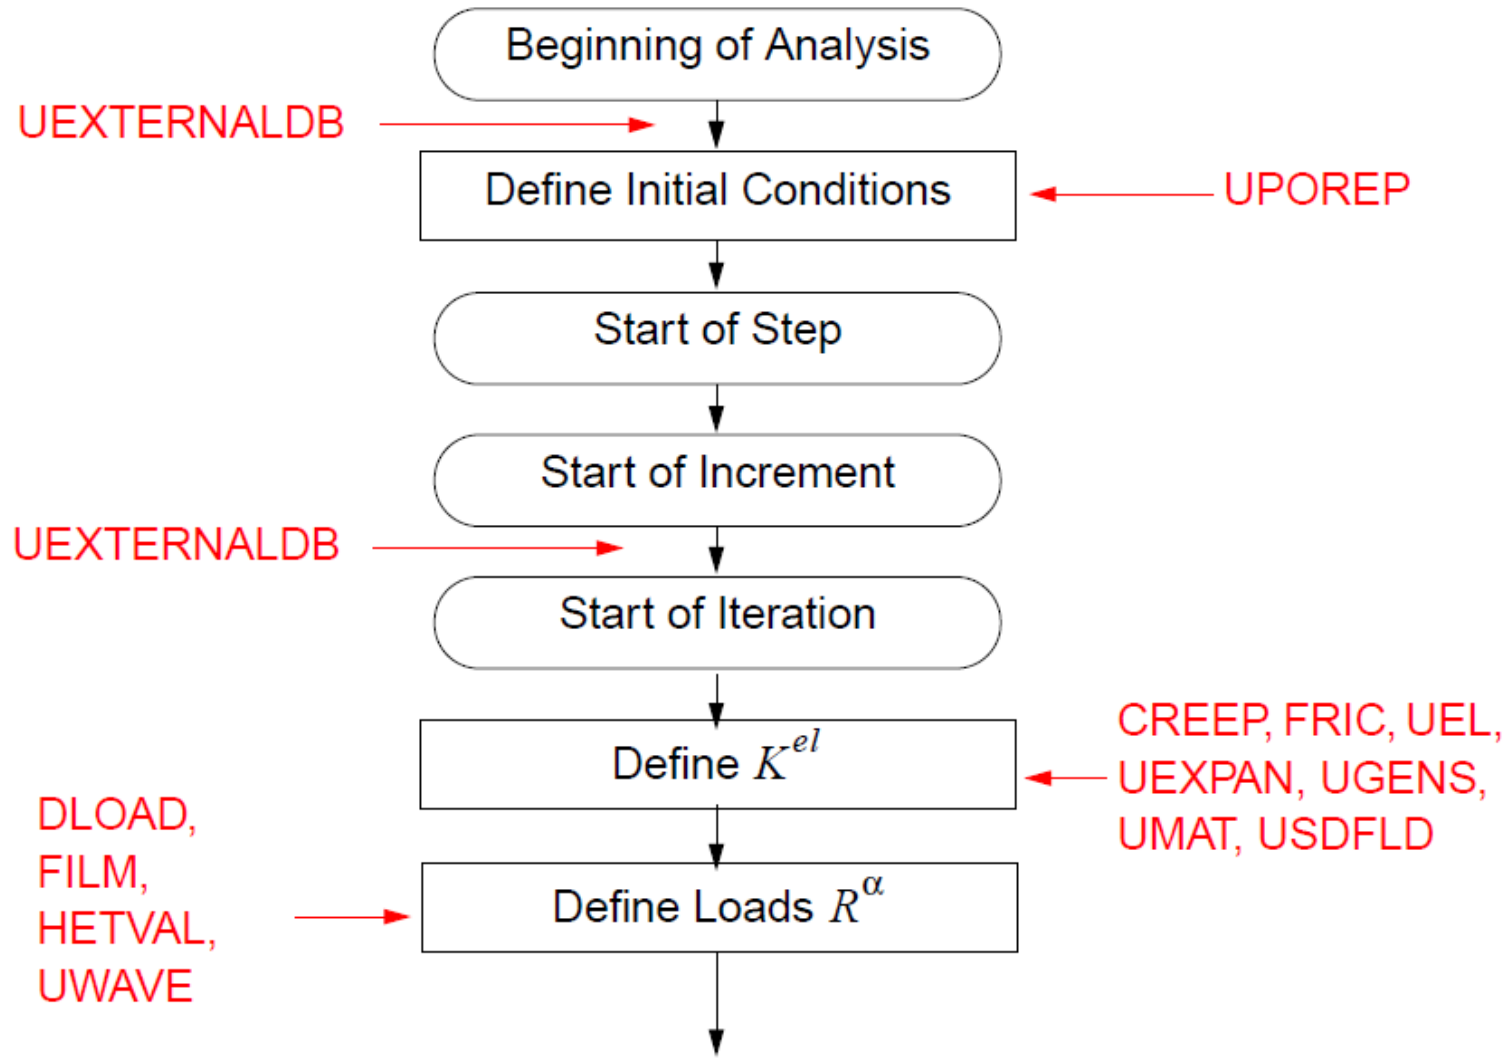 Beginning of Analysis
UEXTERNALDB
Define Initial Conditions
UPOREP
Start of Step
Start of Increment
UEXTERNALDB
Start of Iteration
Define K^el
CREEP, FRIC, UEL,
UEXPAN, UGENS,
UMAT, USDFLD
DLOAD,
FILM,
HETVAL,
UWAVE
Define Loads R^α